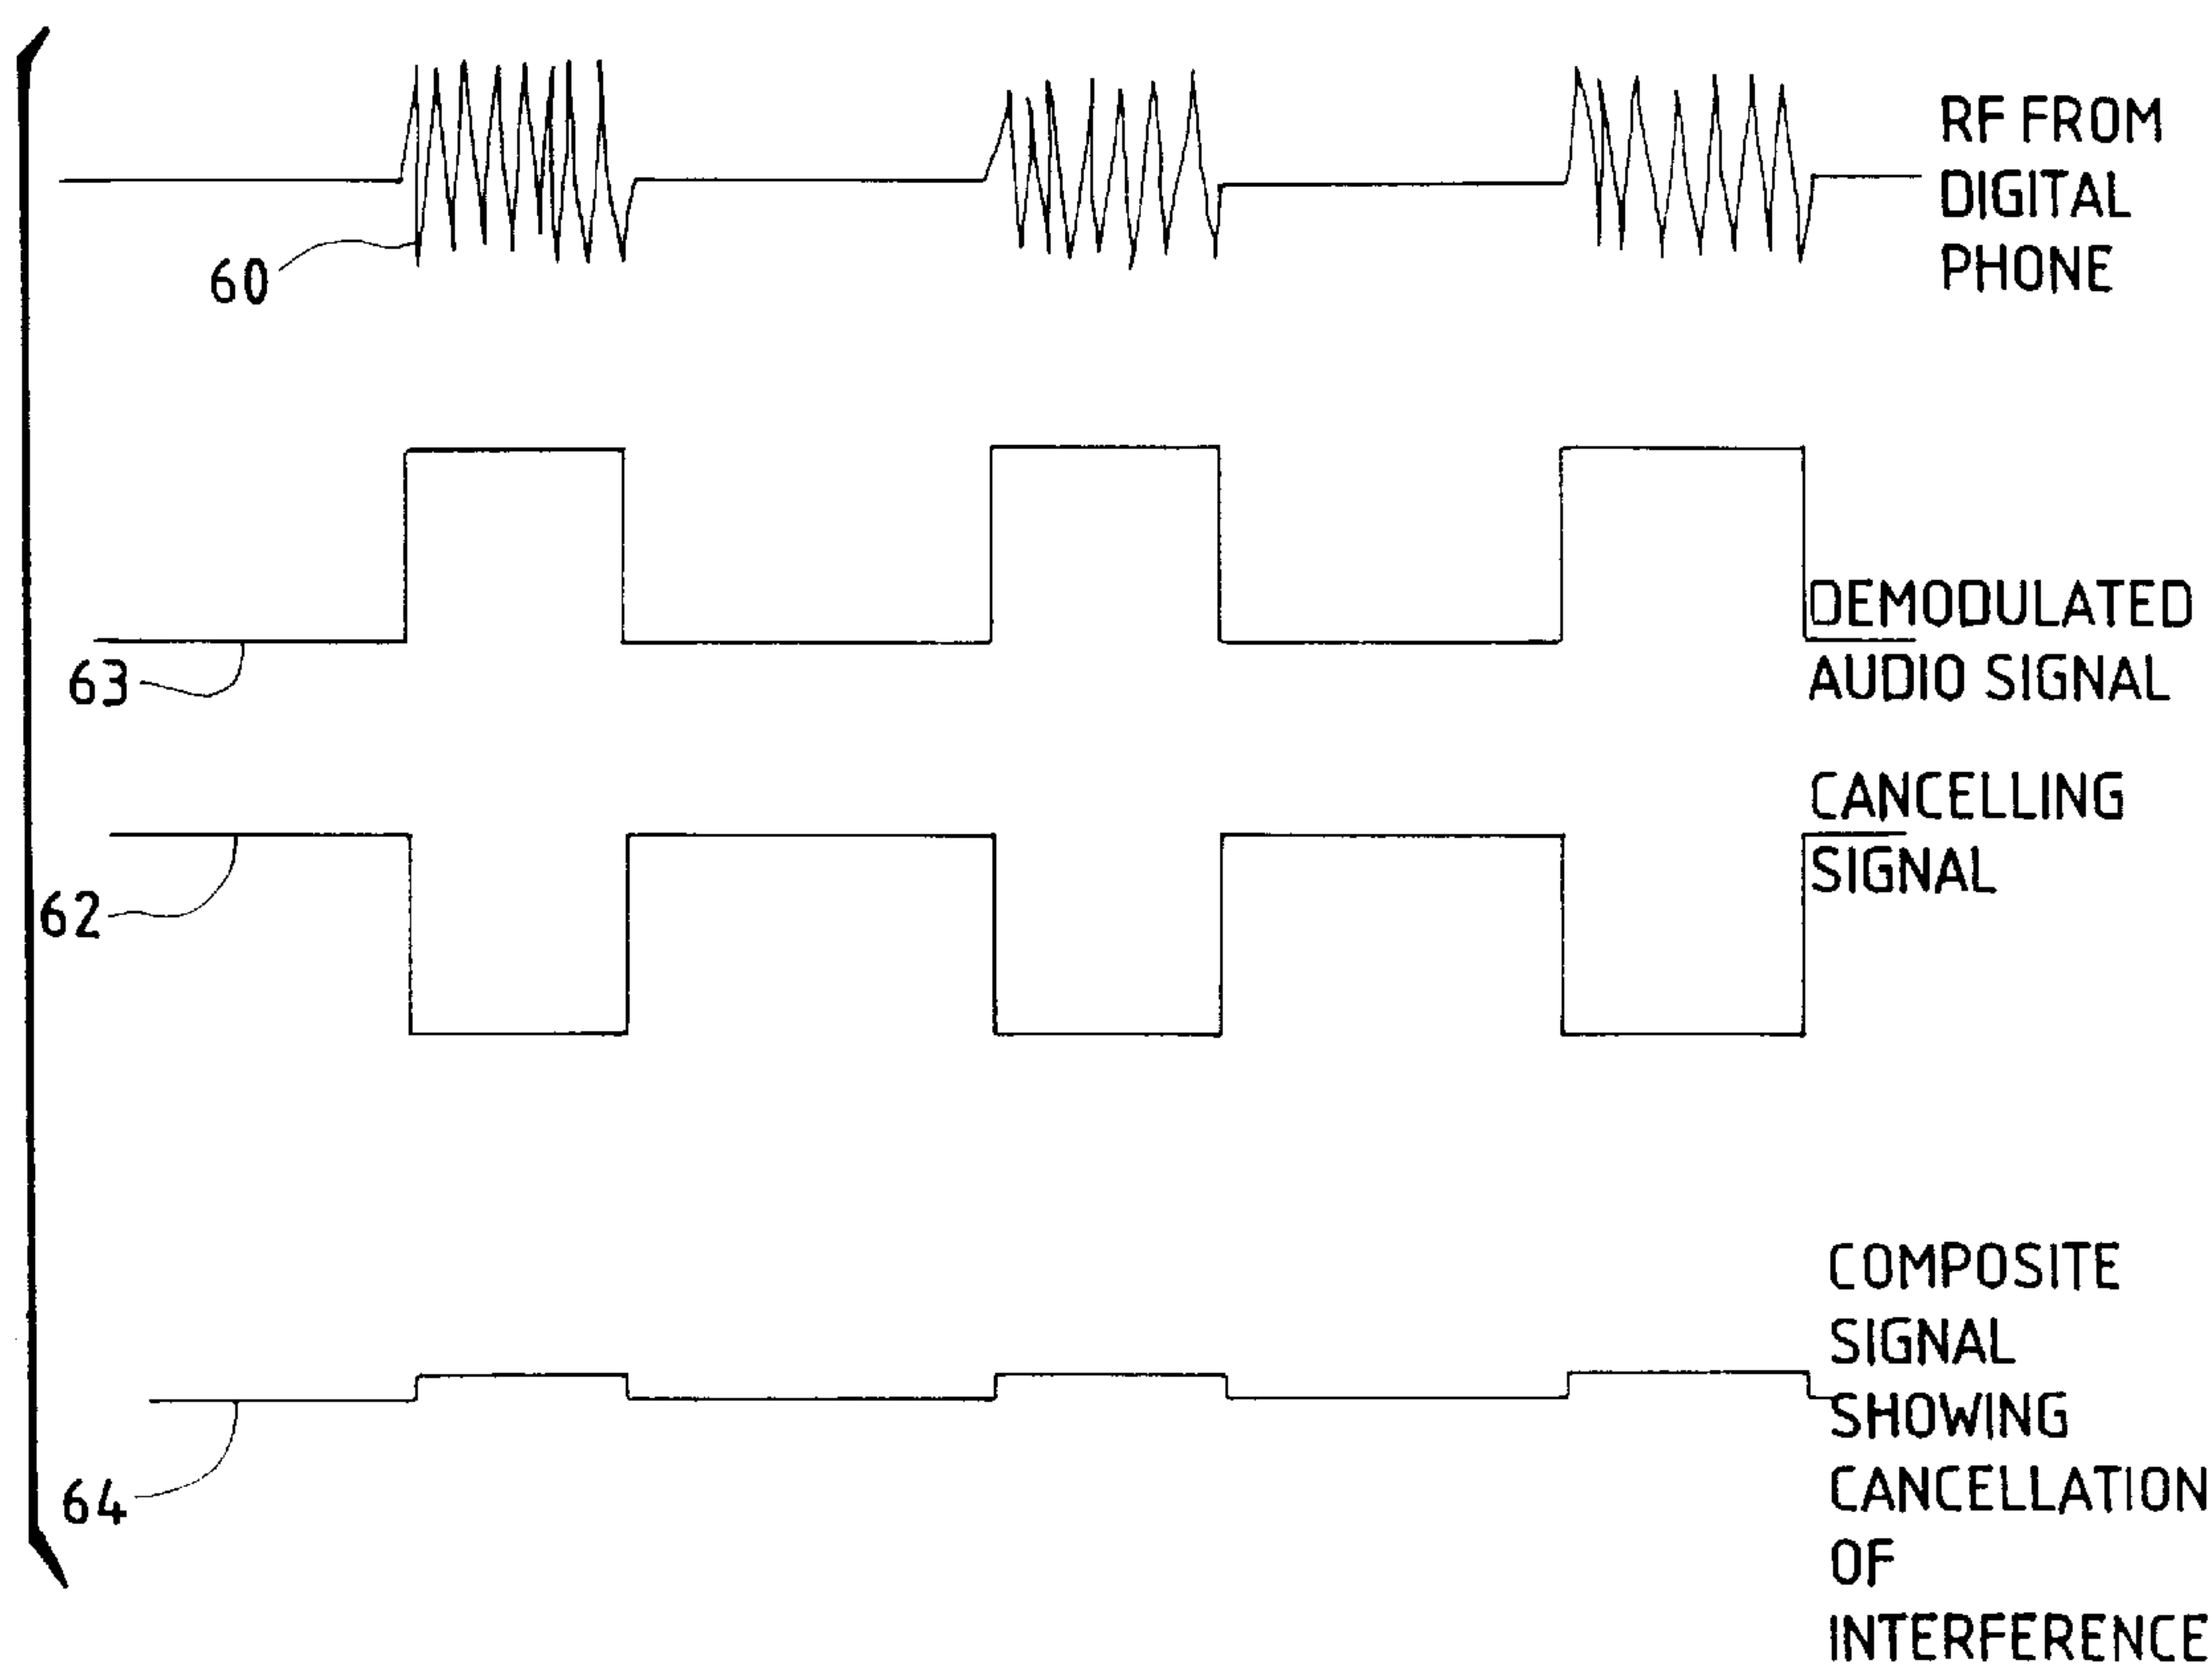 RF FROM
DIGITAL
PHONE
60
DEMODULATED
AUDIO SIGNAL
63
CANCELLING
SIGNAL
62
COMPOSITE
SIGNAL
SHOWING
CANCELLATION
OF
INTERFERENCE
64